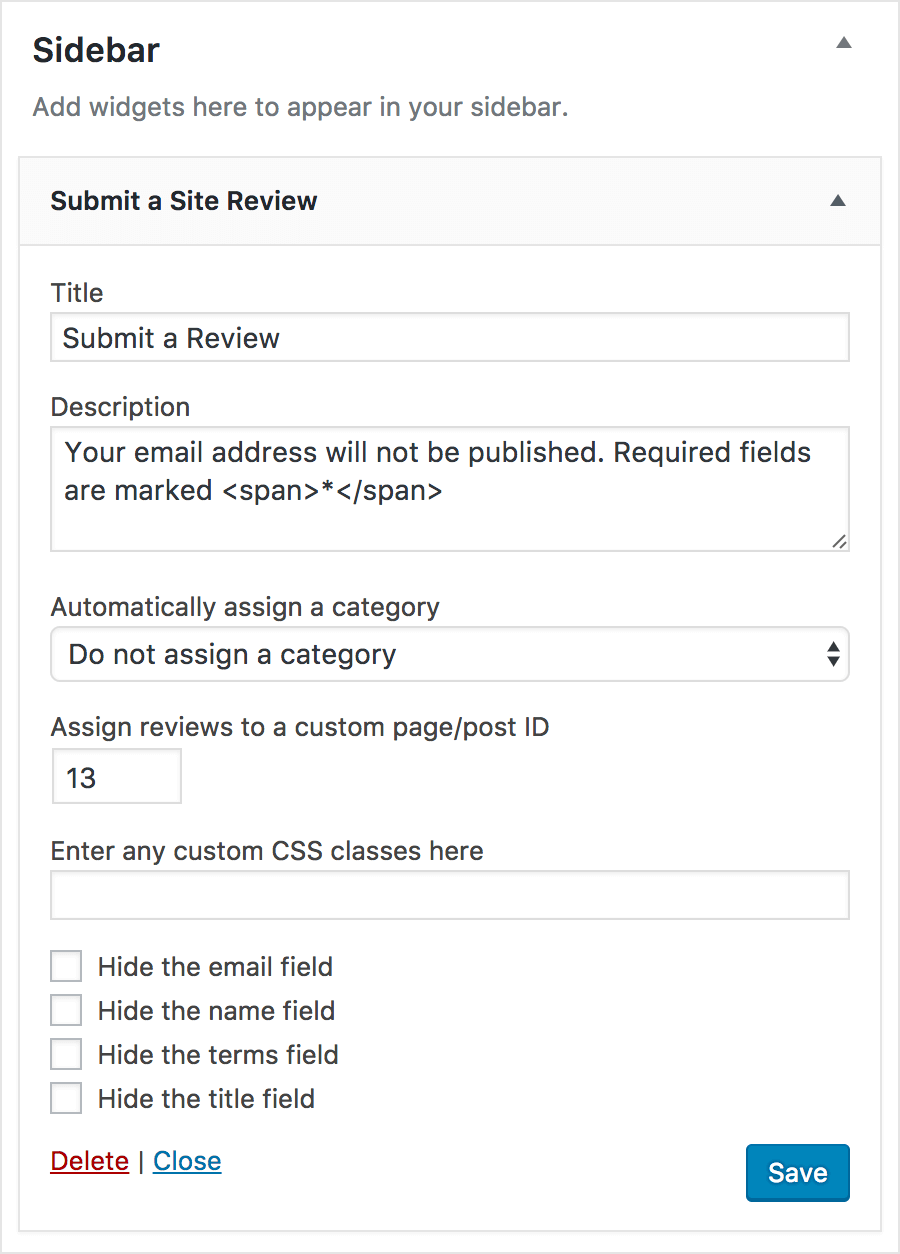 Sidebar
Add widgets here to appear in your sidebar.
Submit a Site Review
Title
Submit a Review
Description
Your email address will not be published. Required fields
are marked <span>*</span>
Automatically assign a category
Do not assign a category
Assign reviews to a custom page/post ID
13
Enter any custom CSS classes here
Hide the email field
Hide the name field
Hide the terms field
Hide the title field
Delete | Close
Save